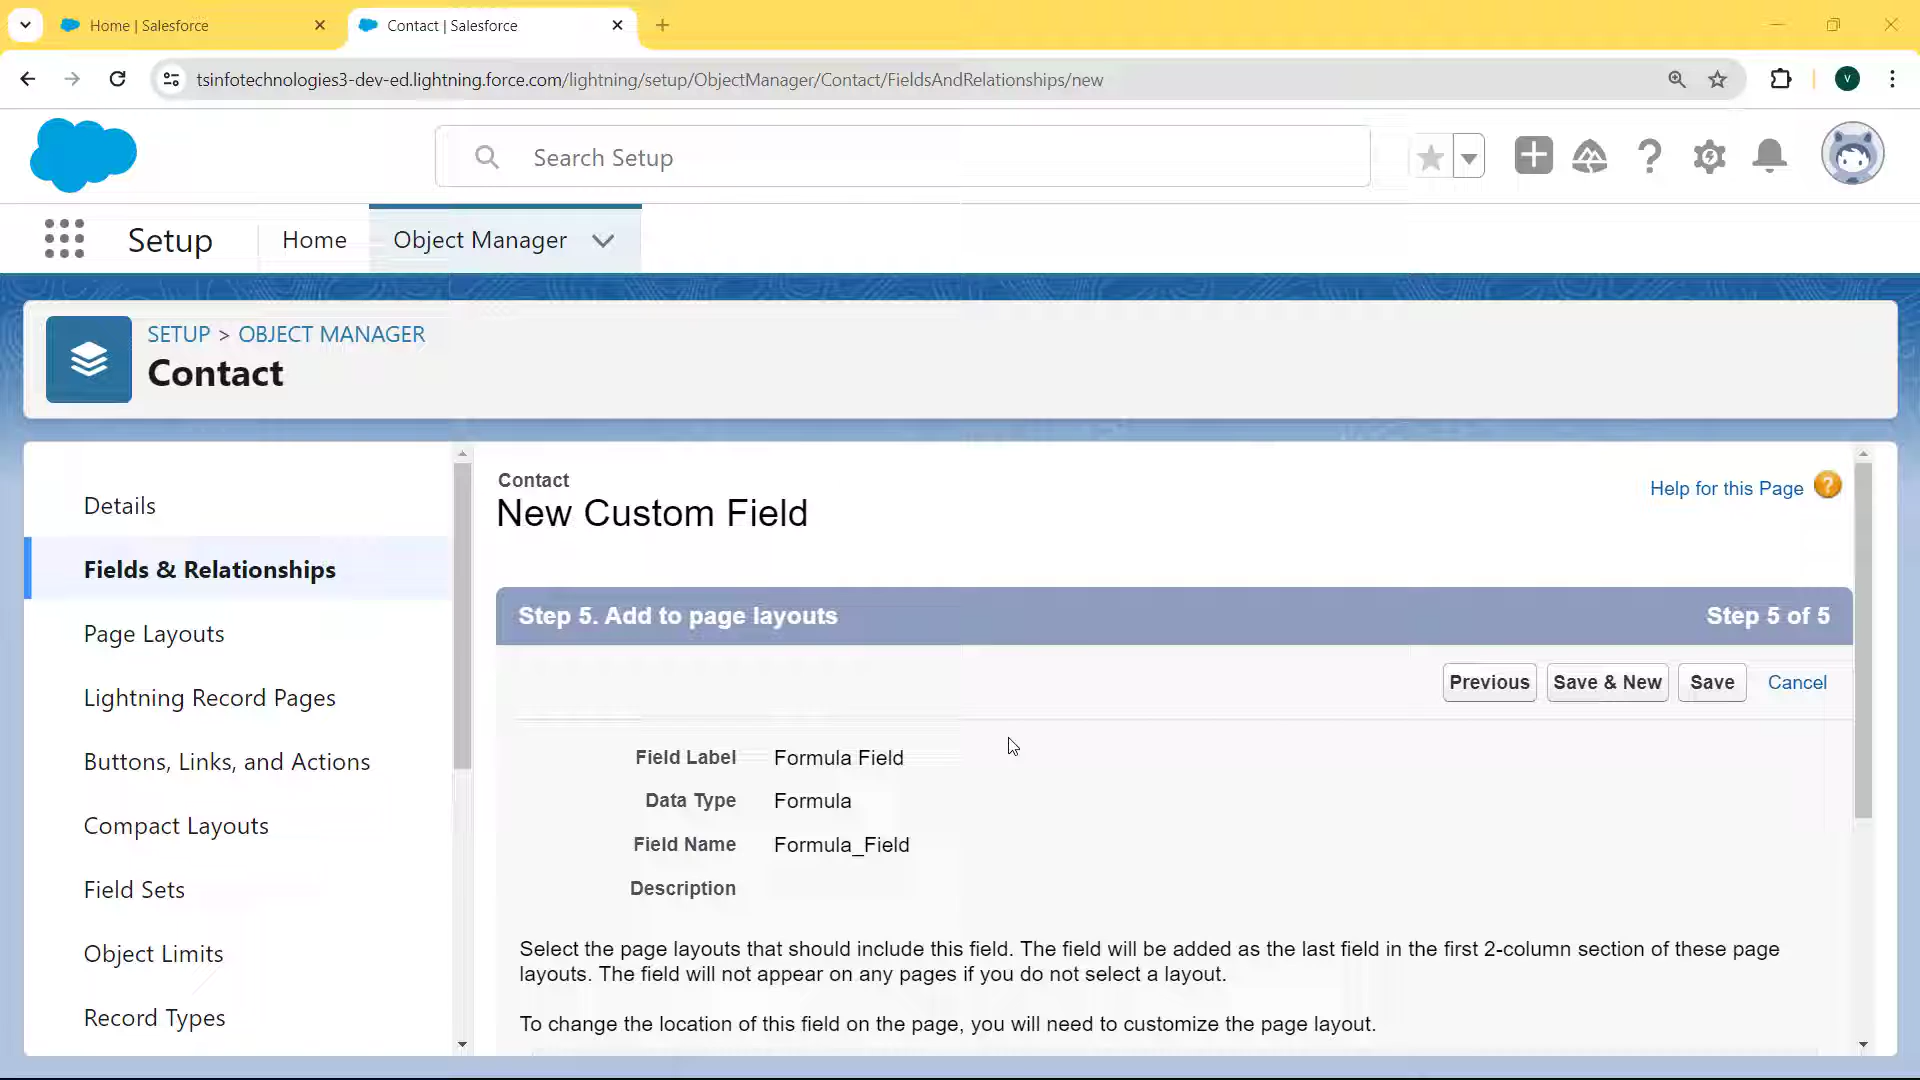 Home | Salesforce
Contact | Salesforce
tsinfotechnologies3-dev-ed.lightning.force.com/lightning/setup/ObjectManager/Contact/FieldsAndRelationships/new
V
Search Setup
Setup
Home
Object Manager
SETUP > OBJECT MANAGER
Contact
Details
Fields & Relationships
Page Layouts
Lightning Record Pages
Buttons, Links, and Actions
Compact Layouts
Field Sets
Object Limits
Record Types
Contact
New Custom Field
Help for this Page ?
Step 5. Add to page layouts
Step 5 of 5
Previous
Save & New
Save
Cancel
Field Label Formula Field
Data Type Formula
Field Name Formula_Field
Description
Select the page layouts that should include this field. The field will be added as the last field in the first 2-column section of these page
layouts. The field will not appear on any pages if you do not select a layout.
To change the location of this field on the page, you will need to customize the page layout.